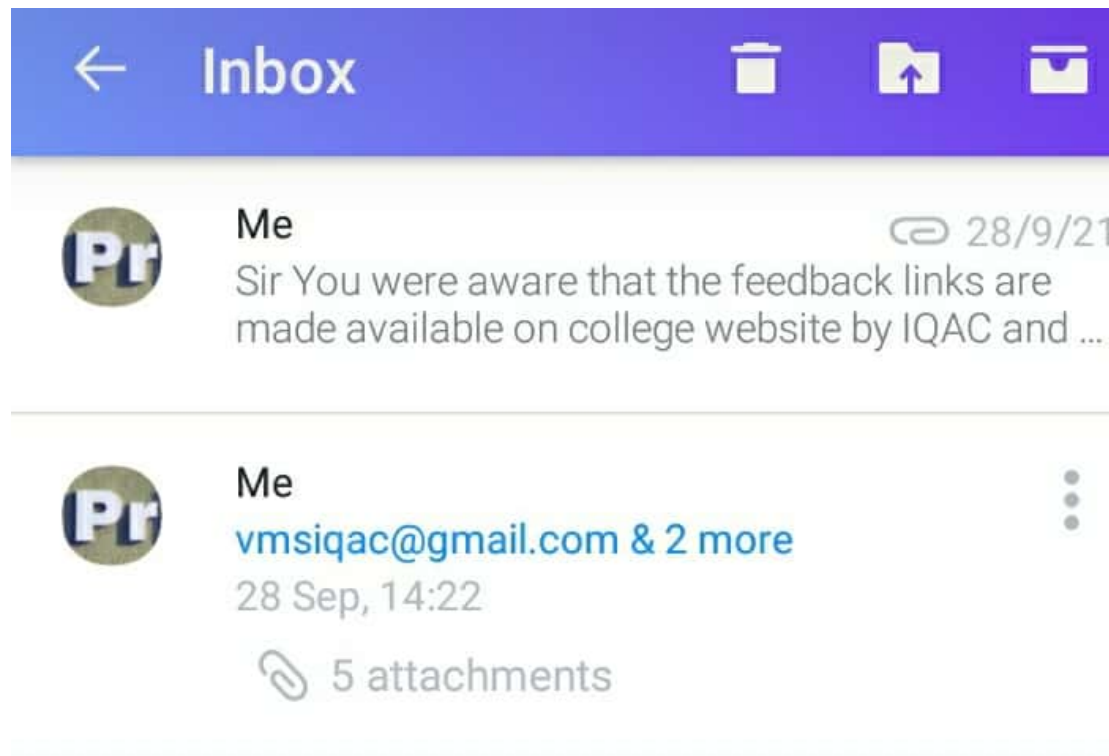 Inbox
Me
28/9/21
Sir You were aware that the feedback links are
made available on college website by IQAC and ...
Pr
Me
vmsiqac@gmail.com & 2 more
28 Sep, 14:22
5 attachments
Pr